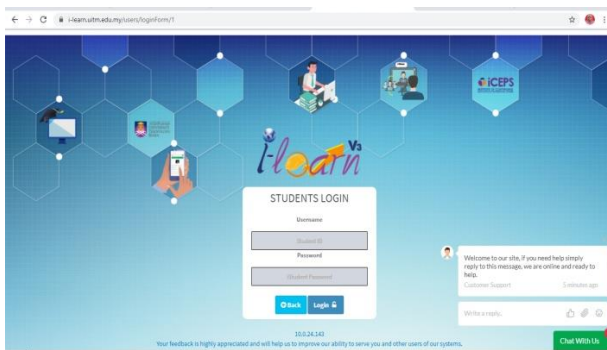 i-learn.uitm.edu.my/users/loginForm/1
iCEPS
i-learn V3
STUDENTS LOGIN
Username
Student ID
Password
iStudent Password
Back Login
10.0.24.143
Your feedback is highly appreciated and will help us to improve our ability to serve you and other users of our systems.
Welcome to our site, if you need help simply
reply to this message, we are online and ready to
help.
Customer Support 5 minutes ago
Write a reply..
Chat With Us